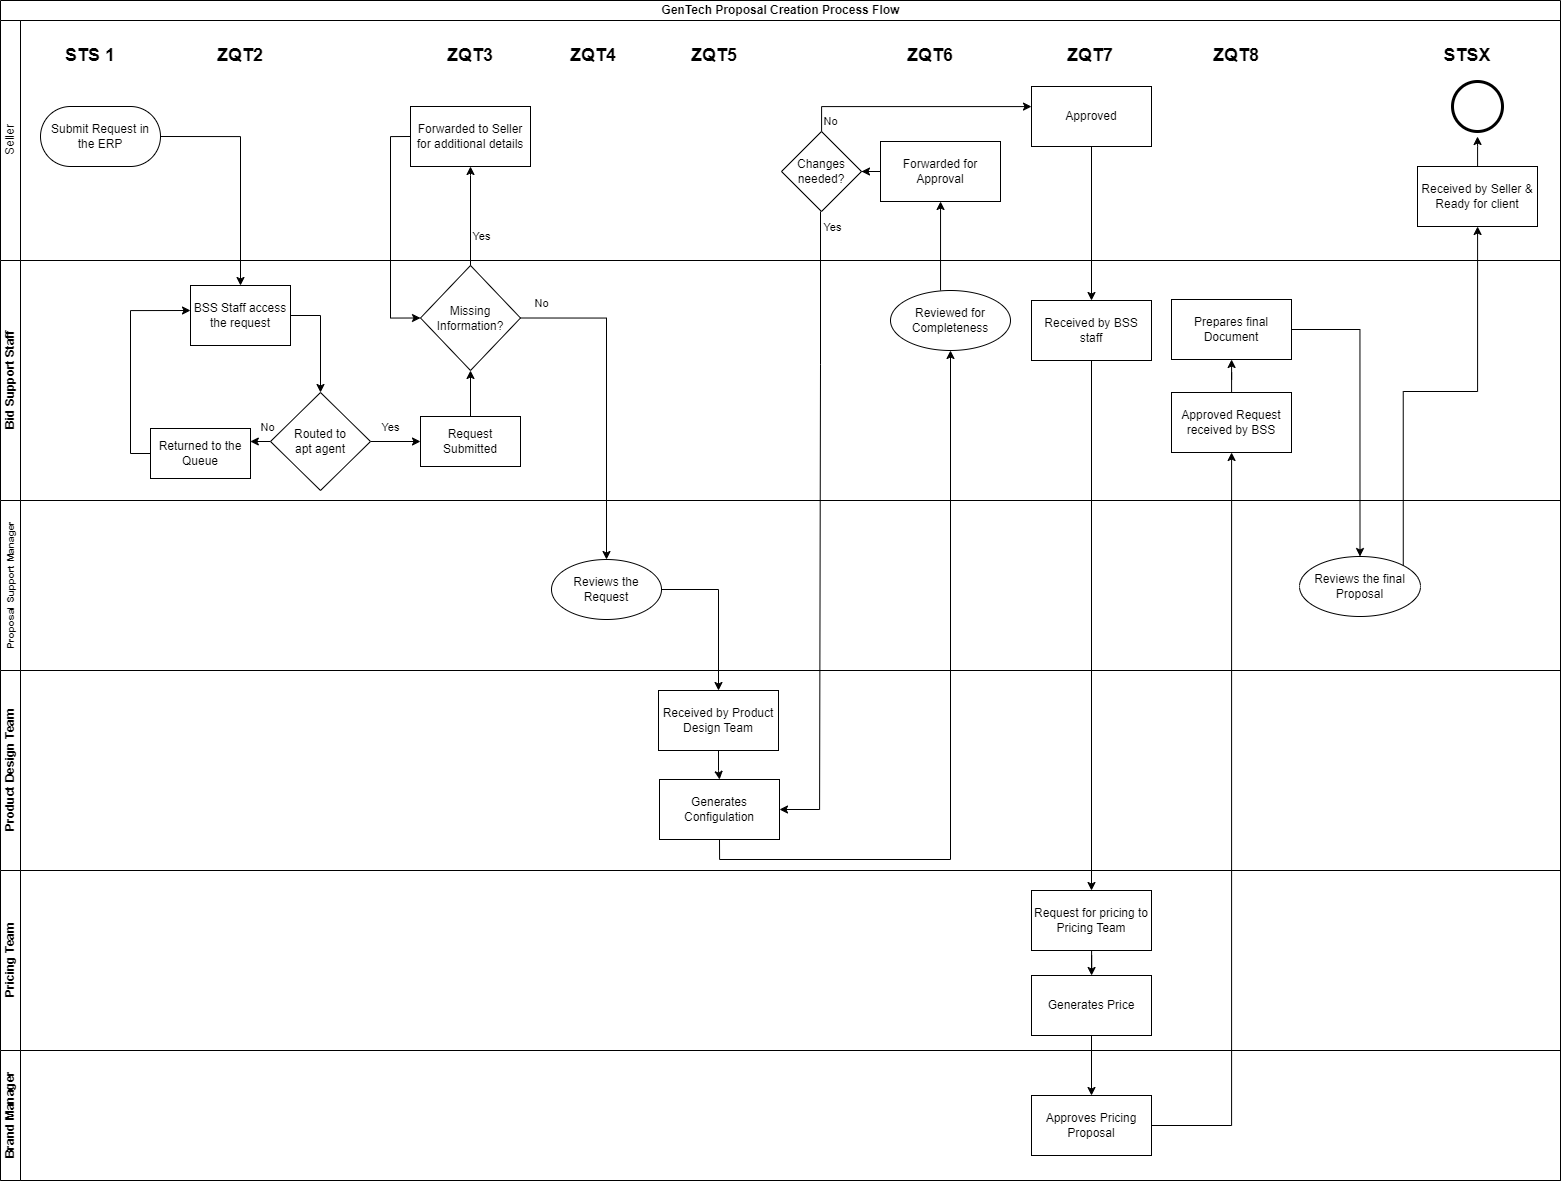 GenTech Proposal Creation Process Flow
STS 1
ZQT2
ZQT3
ZQT4
ZQT5
ZQT6
ZQT7
ZQT8
STSX
Seller
Submit Request in
the ERP
Forwarded to Seller
for additional details
Yes
No
Changes
needed?
Yes
Forwarded for
Approval
Approved
Received by Seller &
Ready for client
Bid Support Staff
BSS Staff access
the request
Returned to the
Queue
No
Routed to
apt agent
Yes
Request
Submitted
Missing
Information?
No
Reviewed for
Completeness
Received by BSS
staff
Prepares final
Document
Approved Request
received by BSS
Proposal Support Manager
Reviews the
Request
Reviews the final
Proposal
Product Design Team
Received by Product
Design Team
Generates
Configulation
Pricing Team
Request for pricing to
Pricing Team
Generates Price
Brand Manager
Approves Pricing
Proposal